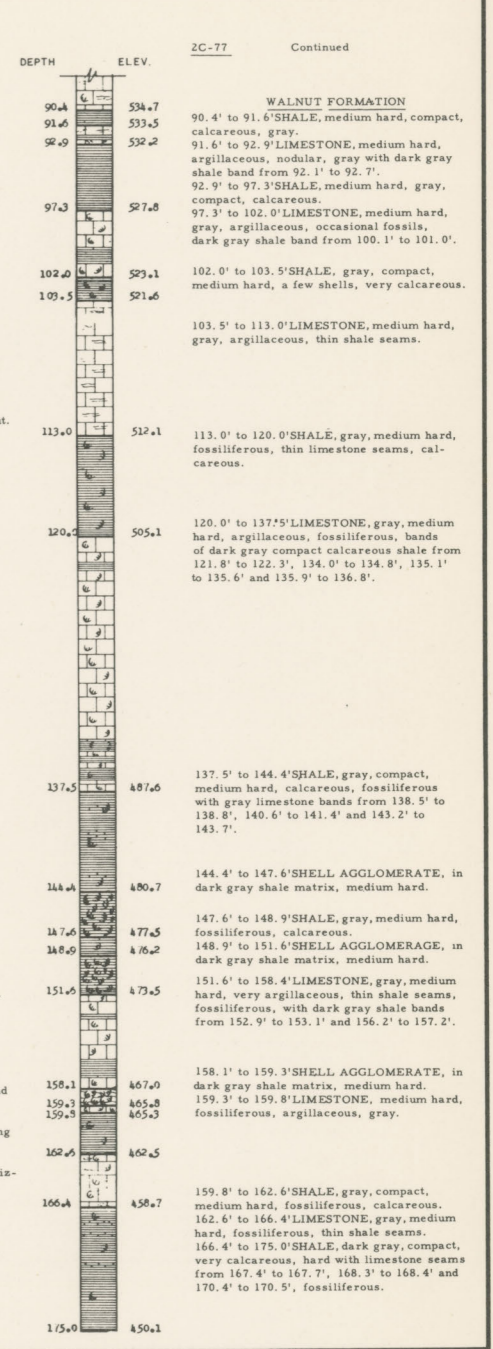 2C-77 Continued
DEPTH ELEV.
WALNUT FORMATION
90.4 534.7
91.6 533.5
92.9 532.2
97.3 527.8
102.0 523.1
103.5 521.6
113.0 512.1
120.0 505.1
137.5 487.6
144.4 480.7
147.6 477.5
148.9 476.2
151.6 473.5
158.1 467.0
159.3 465.8
159.8 465.3
162.6 462.5
166.4 458.7
175.0 450.1
90.4' to 91.6'SHALE, medium hard, compact,
calcareous, gray.
91.6' to 92.9'LIMESTONE, medium hard,
argillaceous, nodular, gray with dark gray
shale band from 92.1' to 92.7'.
92.9' to 97.3'SHALE, medium hard, gray,
compact, calcareous.
97.3' to 102.0'LIMESTONE, medium hard,
gray, argillaceous, occasional fossils,
dark gray shale band from 100.1' to 101.0'.
102.0' to 103.5'SHALE, gray, compact,
medium hard, a few shells, very calcareous.
103.5' to 113.0'LIMESTONE, medium hard,
gray, argillaceous, thin shale seams.
113.0' to 120.0'SHALE, gray, medium hard,
fossiliferous, thin limestone seams, cal-
careous.
120.0' to 137.5'LIMESTONE, gray, medium
hard, argillaceous, fossiliferous, bands
of dark gray compact calcareous shale from
121.8' to 122.3', 134.0' to 134.8', 135.1'
to 135.6' and 135.9' to 136.8'.
137.5' to 144.4'SHALE, gray, compact,
medium hard, calcareous, fossiliferous
with gray limestone bands from 138.5' to
138.8', 140.6' to 141.4' and 143.2' to
143.7'.
144.4' to 147.6'SHELL AGGLOMERATE, in
dark gray shale matrix, medium hard.
147.6' to 148.9'SHALE, gray, medium hard,
fossiliferous, calcareous.
148.9' to 151.6'SHELL AGGLOMERAGE, in
dark gray shale matrix, medium hard.
151.6' to 158.4'LIMESTONE, gray, medium
hard, very argillaceous, thin shale seams,
fossiliferous, with dark gray shale bands
from 152.9' to 153.1' and 156.2' to 157.2'.
158.1' to 159.3'SHELL AGGLOMERATE, in
dark gray shale matrix, medium hard.
159.3' to 159.8'LIMESTONE, medium hard,
fossiliferous, argillaceous, gray.
159.8' to 162.6'SHALE, gray, compact,
medium hard, fossiliferous, calcareous.
162.6' to 166.4'LIMESTONE, gray, medium
hard, fossiliferous, thin shale seams.
166.4' to 175.0'SHALE, dark gray, compact,
very calcareous, hard with limestone seams
from 167.4' to 167.7', 168.3' to 168.4' and
170.4' to 170.5', fossiliferous.